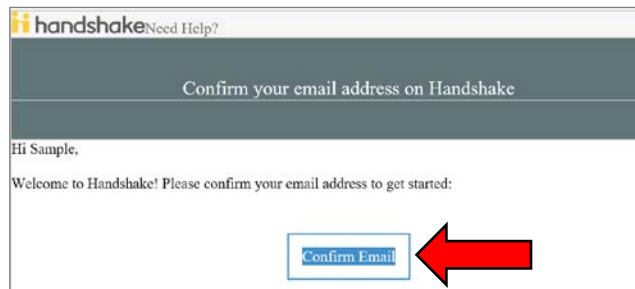 handshake Need Help?
Confirm your email address on Handshake
Hi Sample,
Welcome to Handshake! Please confirm your email address to get started:
Confirm Email